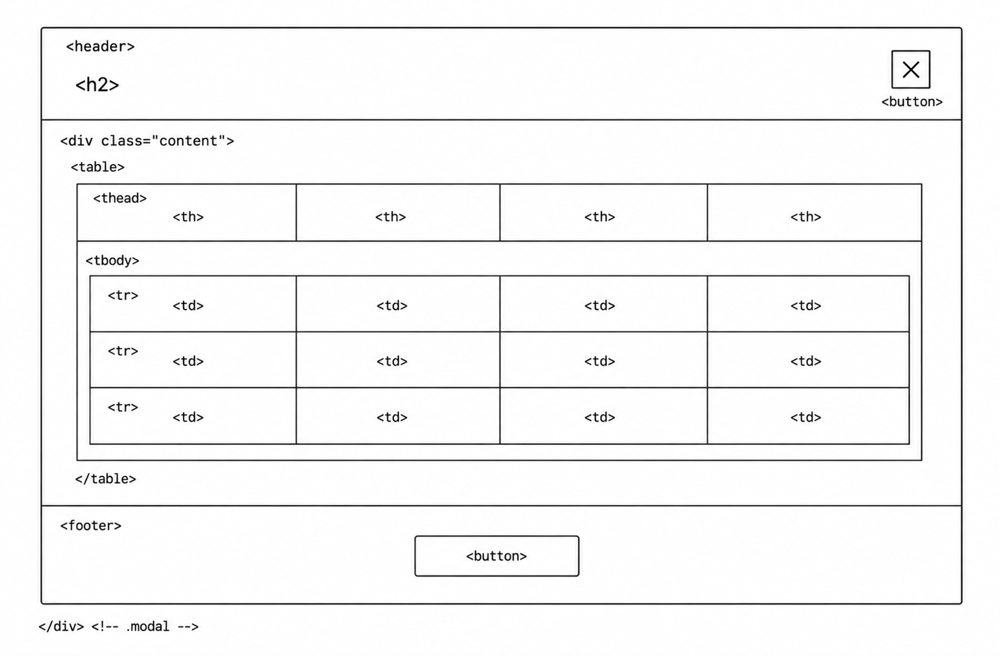 <header>
<h2>
<button>
<div class="content">
<table>
<thead>
<th> <th> <th> <th>
<tbody>
<tr>
<td> <td> <td> <td>
<tr>
<td> <td> <td> <td>
<tr>
<td> <td> <td> <td>
</table>
<footer>
<button>
</div> <!-- .modal -->